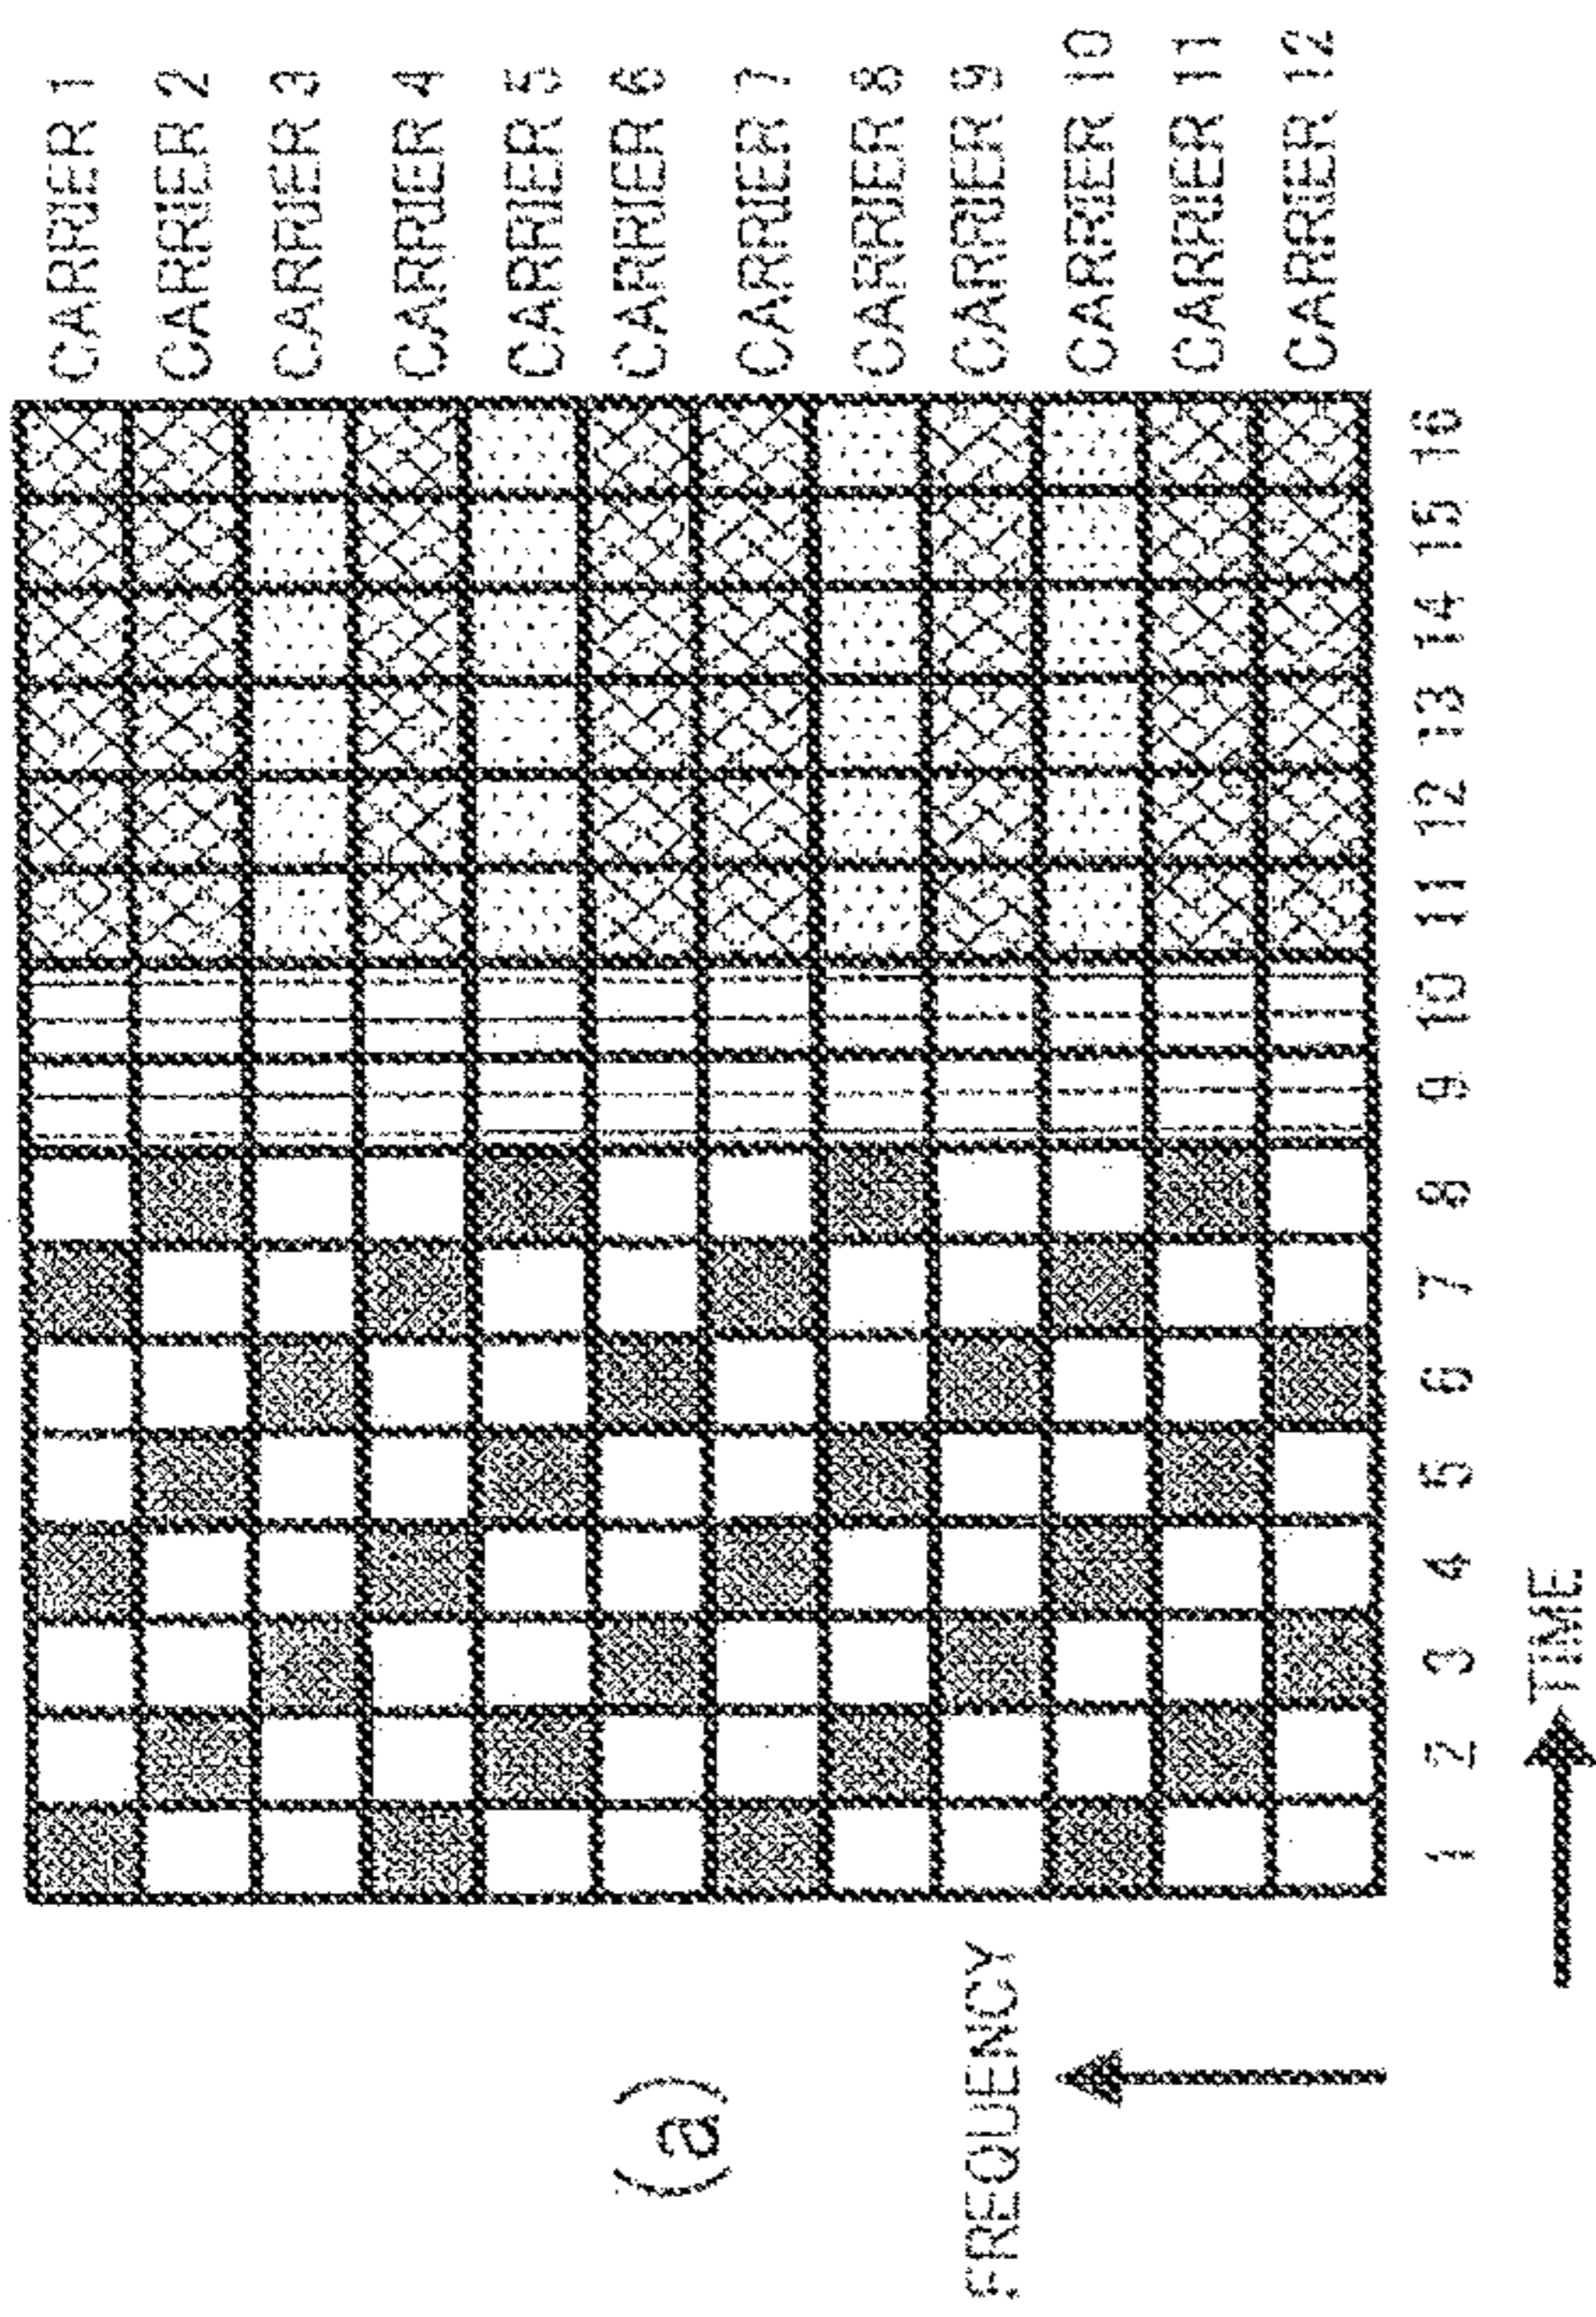 (a)
FREQUENCY
CARRIER 1
CARRIER 2
CARRIER 3
CARRIER 4
CARRIER 5
CARRIER 6
CARRIER 7
CARRIER 8
CARRIER 9
CARRIER 10
CARRIER 11
CARRIER 12
1 2 3 4 5 6 7 8 9 10 11 12 13 14 15 16
TIME